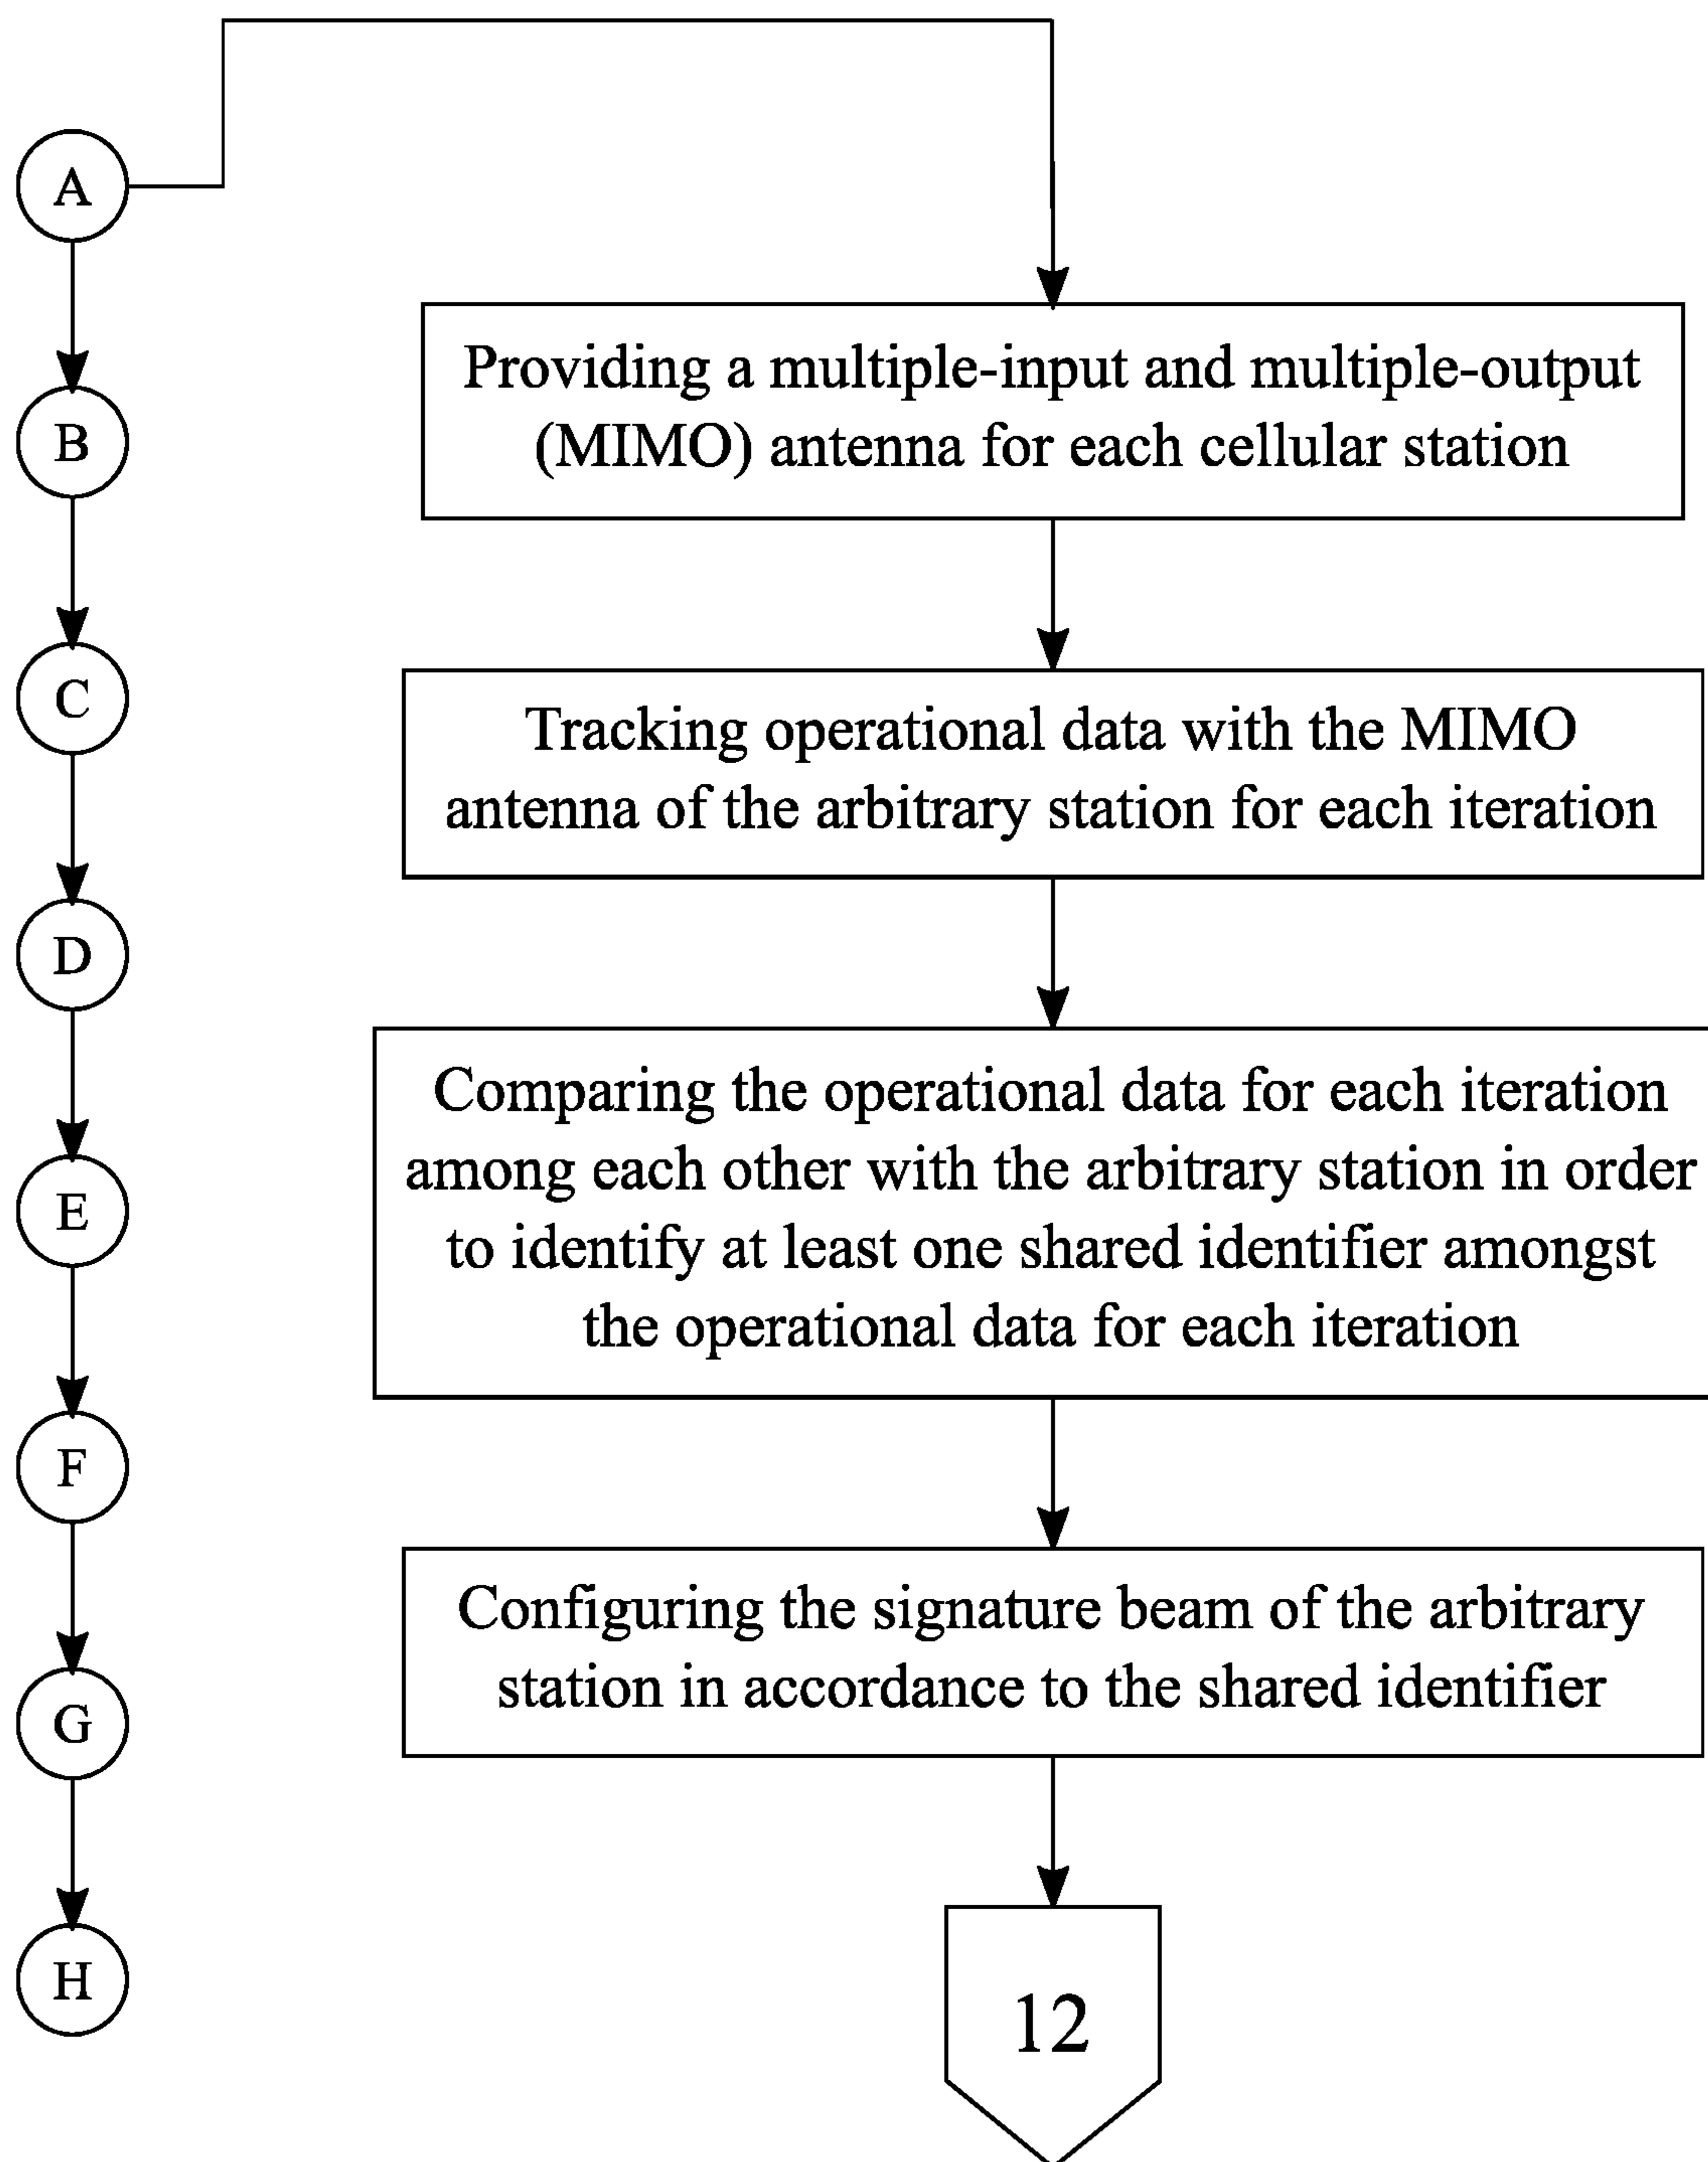 A
B
C
D
E
F
G
H
Providing a multiple-input and multiple-output
(MIMO) antenna for each cellular station
Tracking operational data with the MIMO
antenna of the arbitrary station for each iteration
Comparing the operational data for each iteration
among each other with the arbitrary station in order
to identify at least one shared identifier amongst
the operational data for each iteration
Configuring the signature beam of the arbitrary
station in accordance to the shared identifier
12